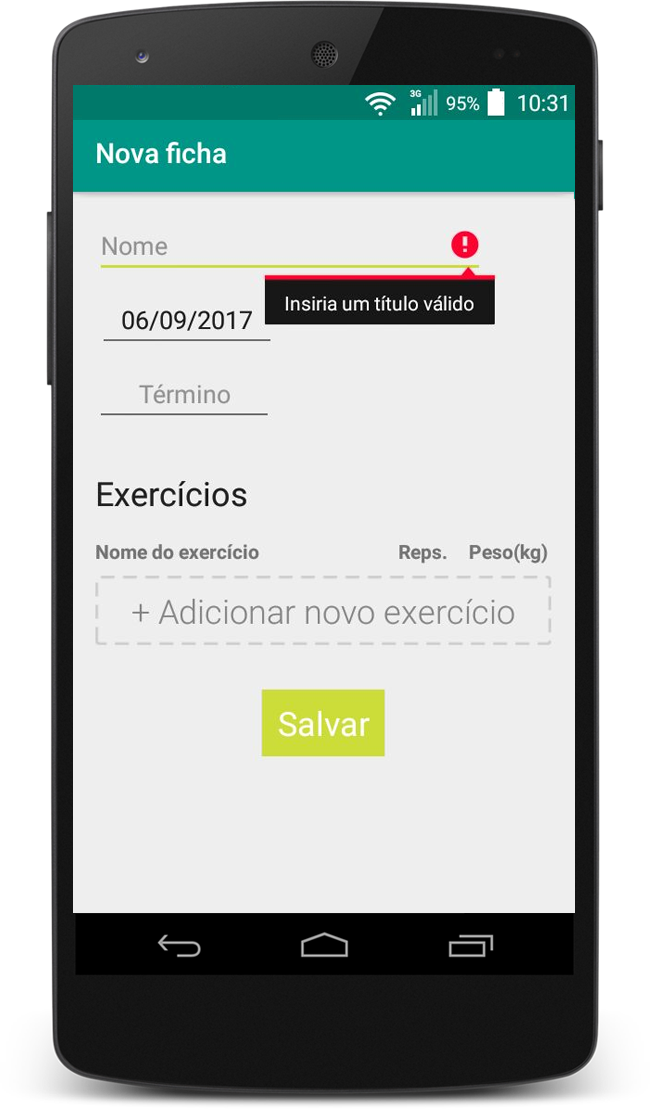 3G 95% 10:31
Nova ficha
Nome
Insiria um título válido
06/09/2017
Término
Exercícios
Nome do exercício Reps. Peso(kg)
+ Adicionar novo exercício
Salvar